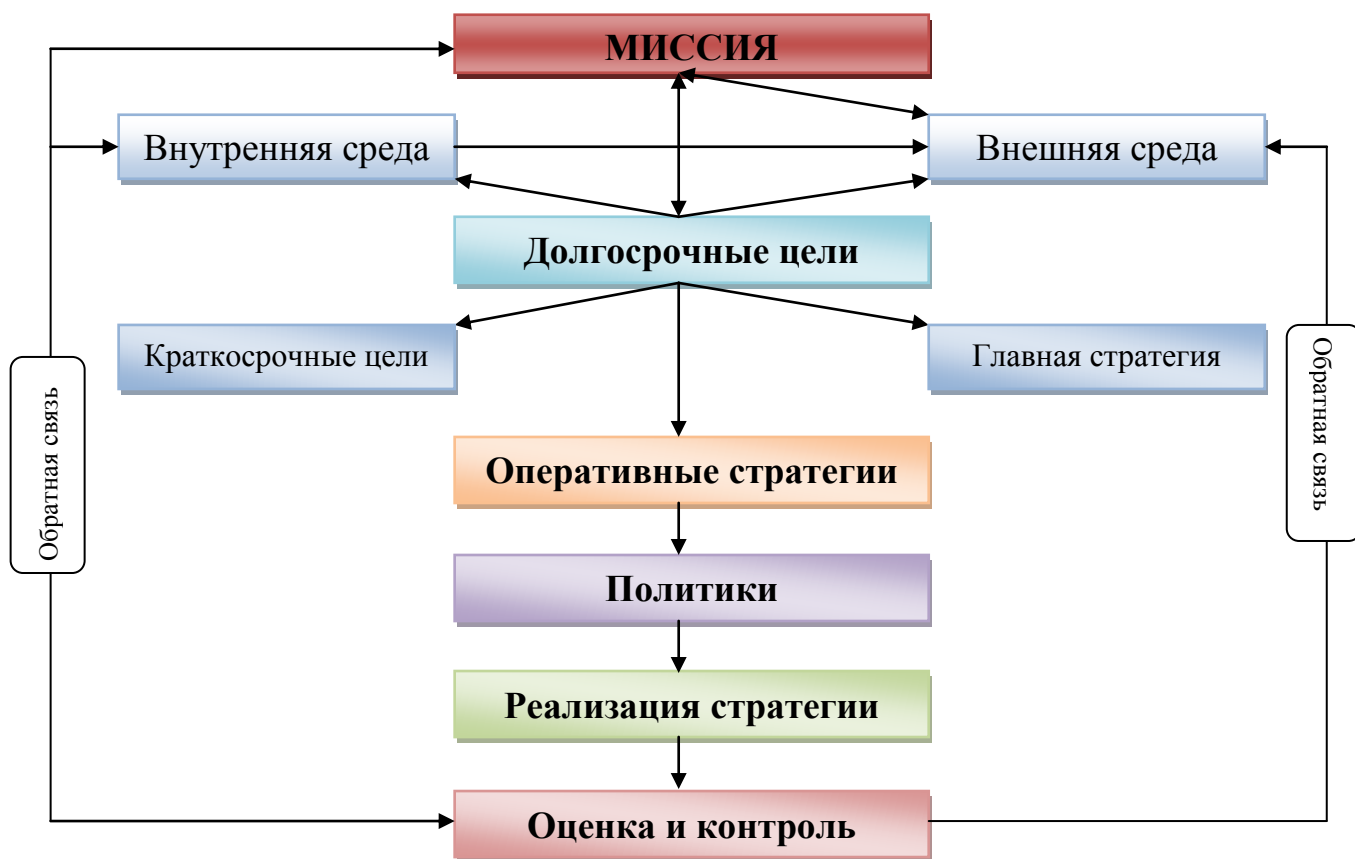 МИССИЯ
Внутренняя среда
Внешняя среда
Долгосрочные цели
Краткосрочные цели
Главная стратегия
Обратная связь
Обратная связь
Оперативные стратегии
Политики
Реализация стратегии
Оценка и контроль